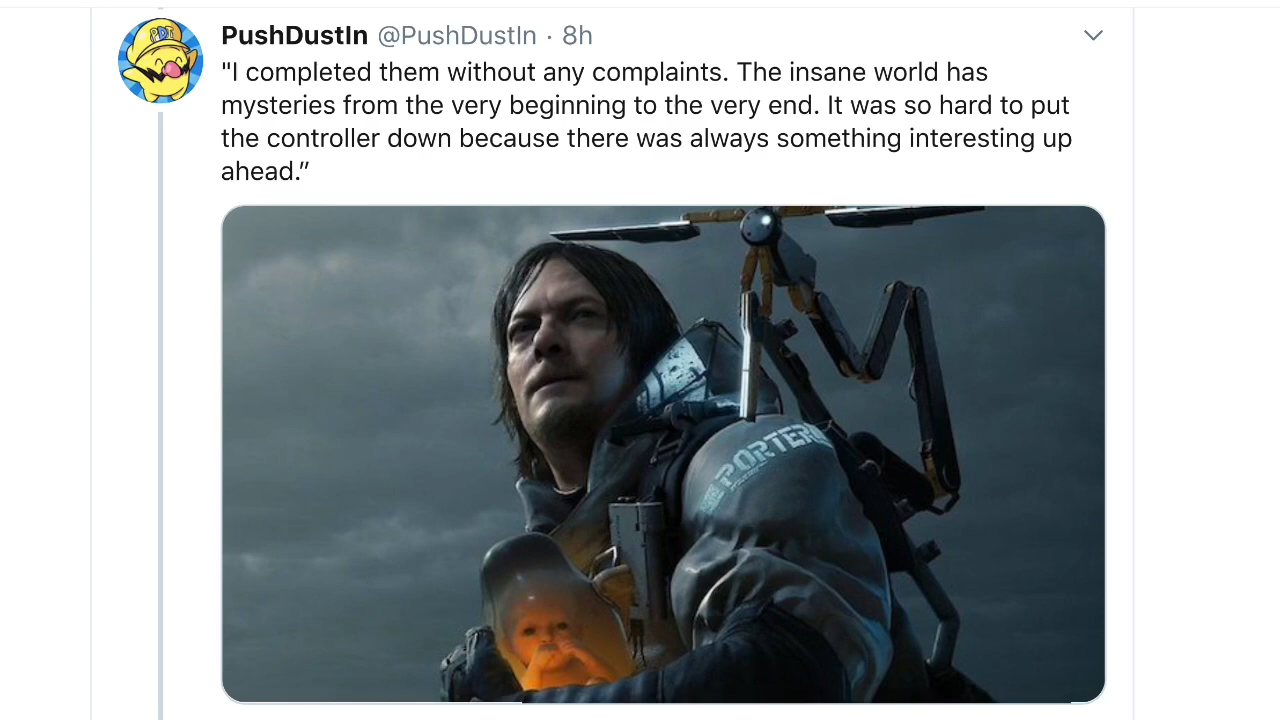 PushDustIn @PushDustIn · 8h
"I completed them without any complaints. The insane world has
mysteries from the very beginning to the very end. It was so hard to put
the controller down because there was always something interesting up
ahead.”
PDI
PORTER